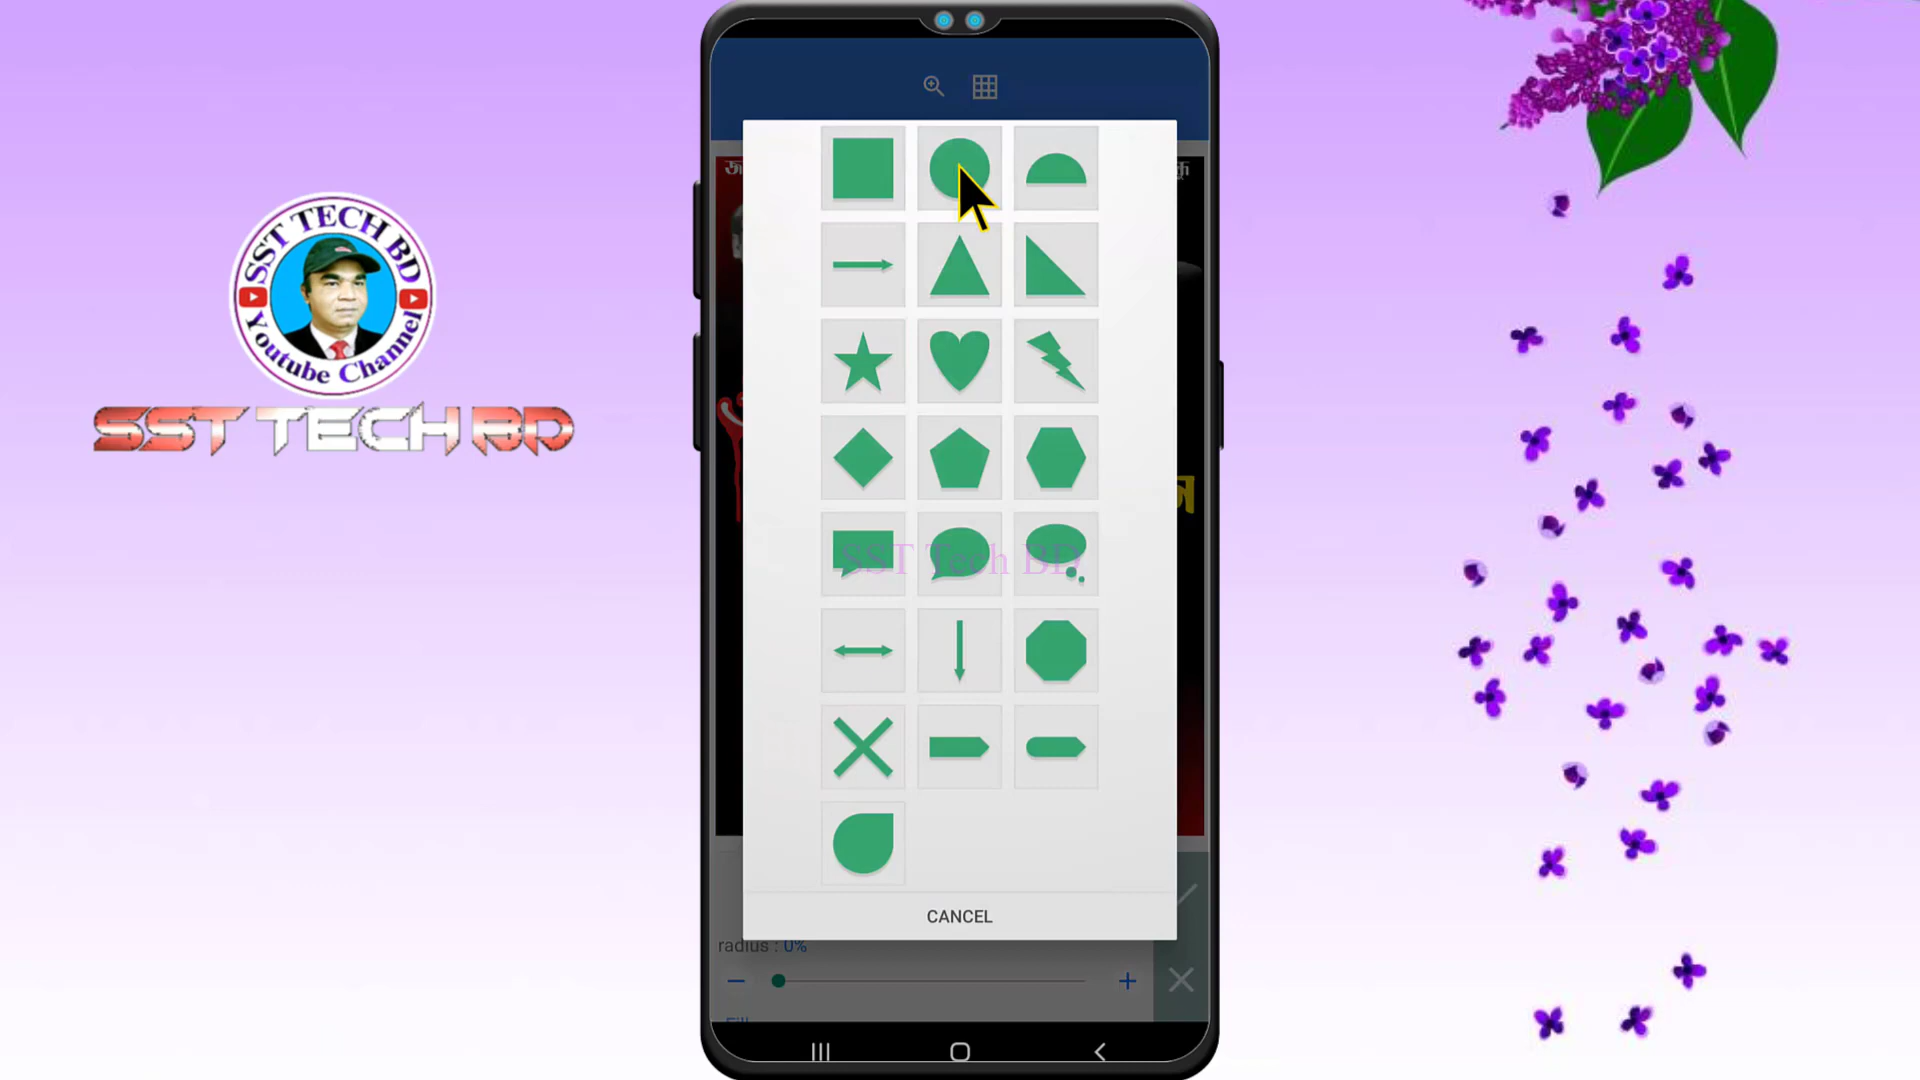 SST TECH BD
Youtube Channel
SST TECH BD
SST Tech BD
CANCEL
radius : 0%